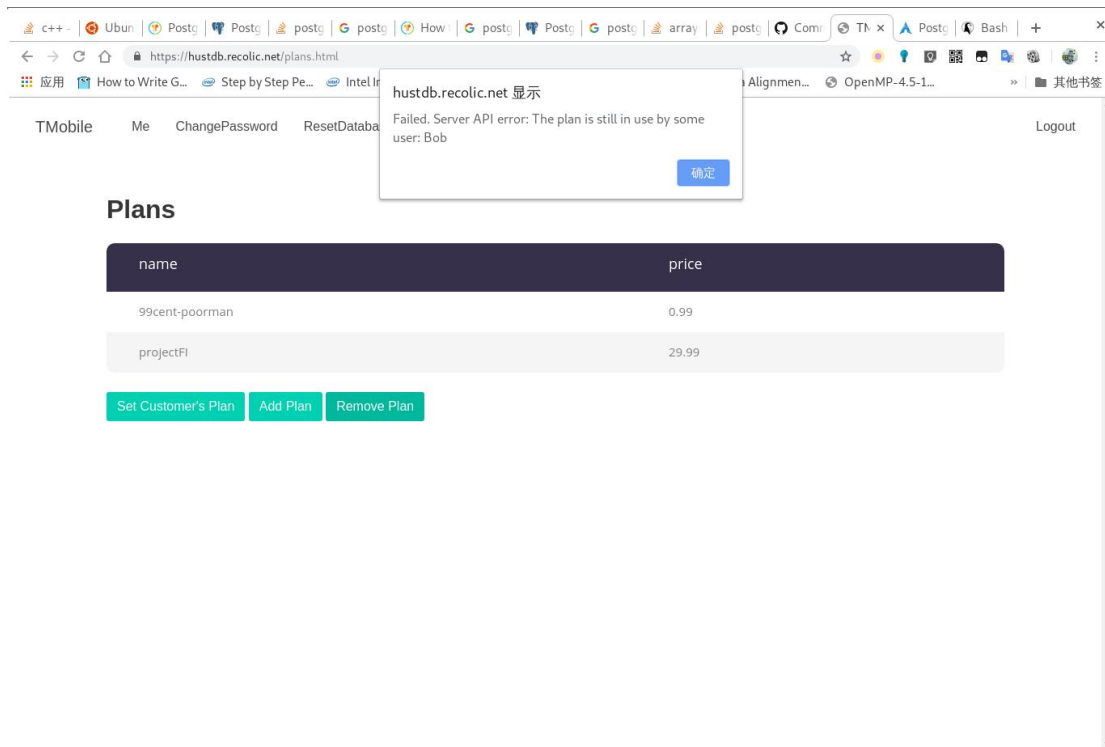 c++ - Ubun Postg Postg postg G postg How t G postg Postg G postg array postg Comr TM × Postg Bash + ×
https://hustdb.recolic.net/plans.html
应用 How to Write G... Step by Step Pe... Intel Ir a Alignmen... OpenMP-4.5-1... » 其他书签
hustdb.recolic.net 显示
Failed. Server API error: The plan is still in use by some
user: Bob
确定
TMobile Me ChangePassword ResetDataba Logout
Plans
name price
99cent-poorman 0.99
projectFI 29.99
Set Customer's Plan Add Plan Remove Plan